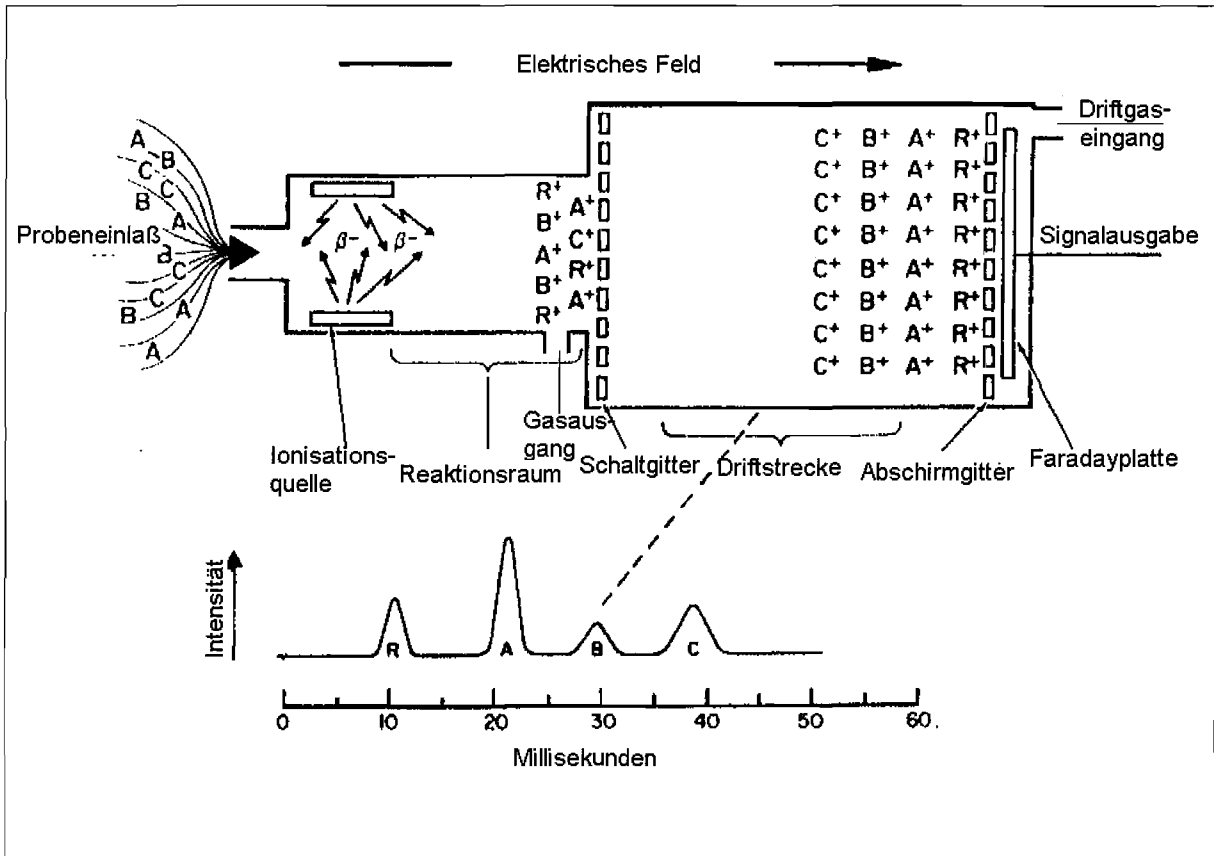 Elektrisches Feld
Driftgas-
eingang
A
B
C
C
B
A
Probeneinlaß
B
C
C
A
B
A
β-
β-
R+
A+
B+
C+
A+
R+
B+
A+
R+
C+ B+ A+ R+
C+ B+ A+ R+
C+ B+ A+ R+
C+ B+ A+ R+
C+ B+ A+ R+
C+ B+ A+ R+
C+ B+ A+ R+
C+ B+ A+ R+
Signalausgabe
Ionisations-
quelle
Reaktionsraum
Gasaus-
gang
Schaltgitter
Driftstrecke
Abschirmgitter
Faradayplatte
Intensität
R A B C
0 10 20 30 40 50 60.
Millisekunden